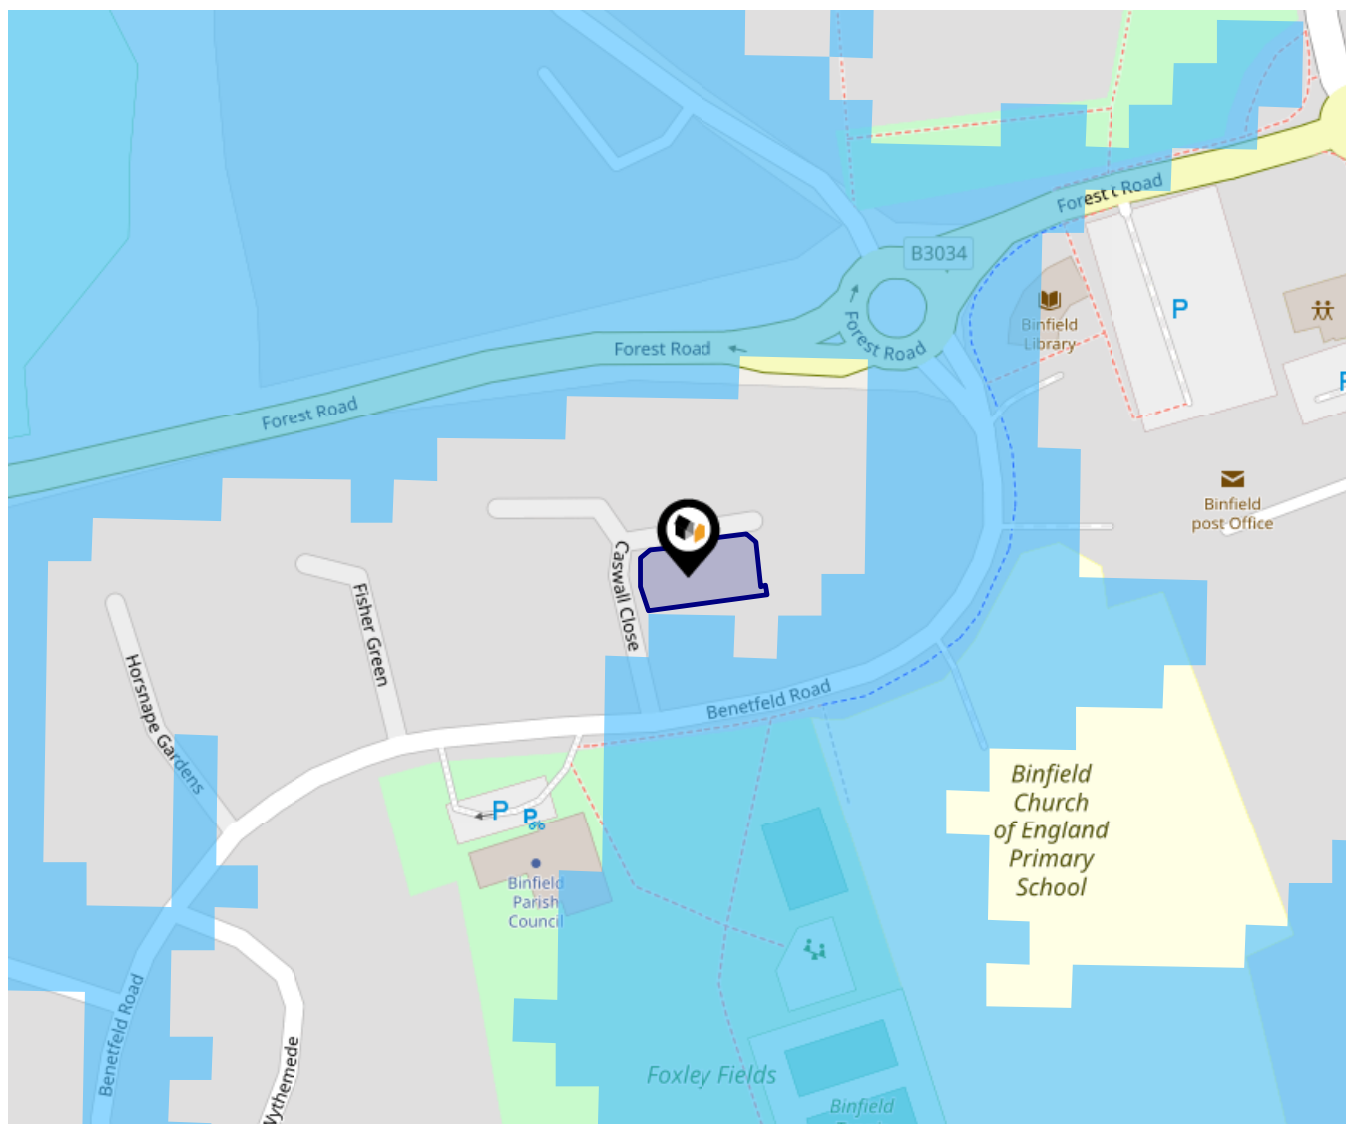 Forest Road
B3034
Binfield
Library
P
P
Forest Road
Forest Road
Forest Road
Binfield
post Office
Caswall Close
Fisher Green
Horsnape Gardens
Benetfeld Road
P
P
Binfield
Church
of England
Primary
School
Binfield
Parish
Council
Benetfeld Road
Wythemede
Foxley Fields
Binfield